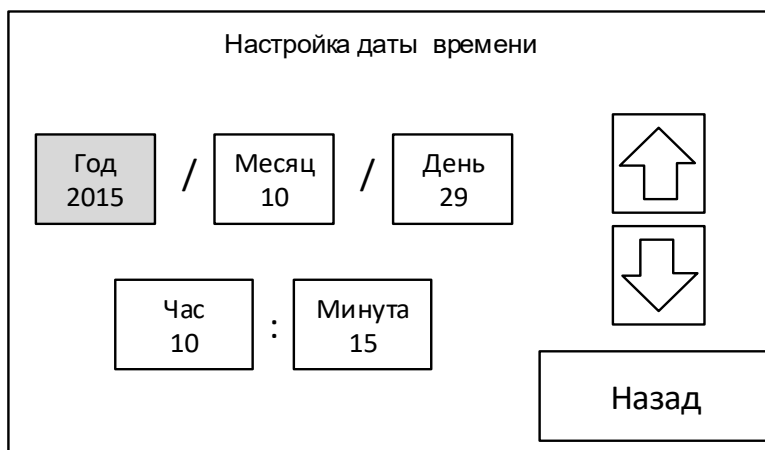 Настройка даты времени
Год
2015
/
Месяц
10
/
День
29
Час
10
:
Минута
15
Назад